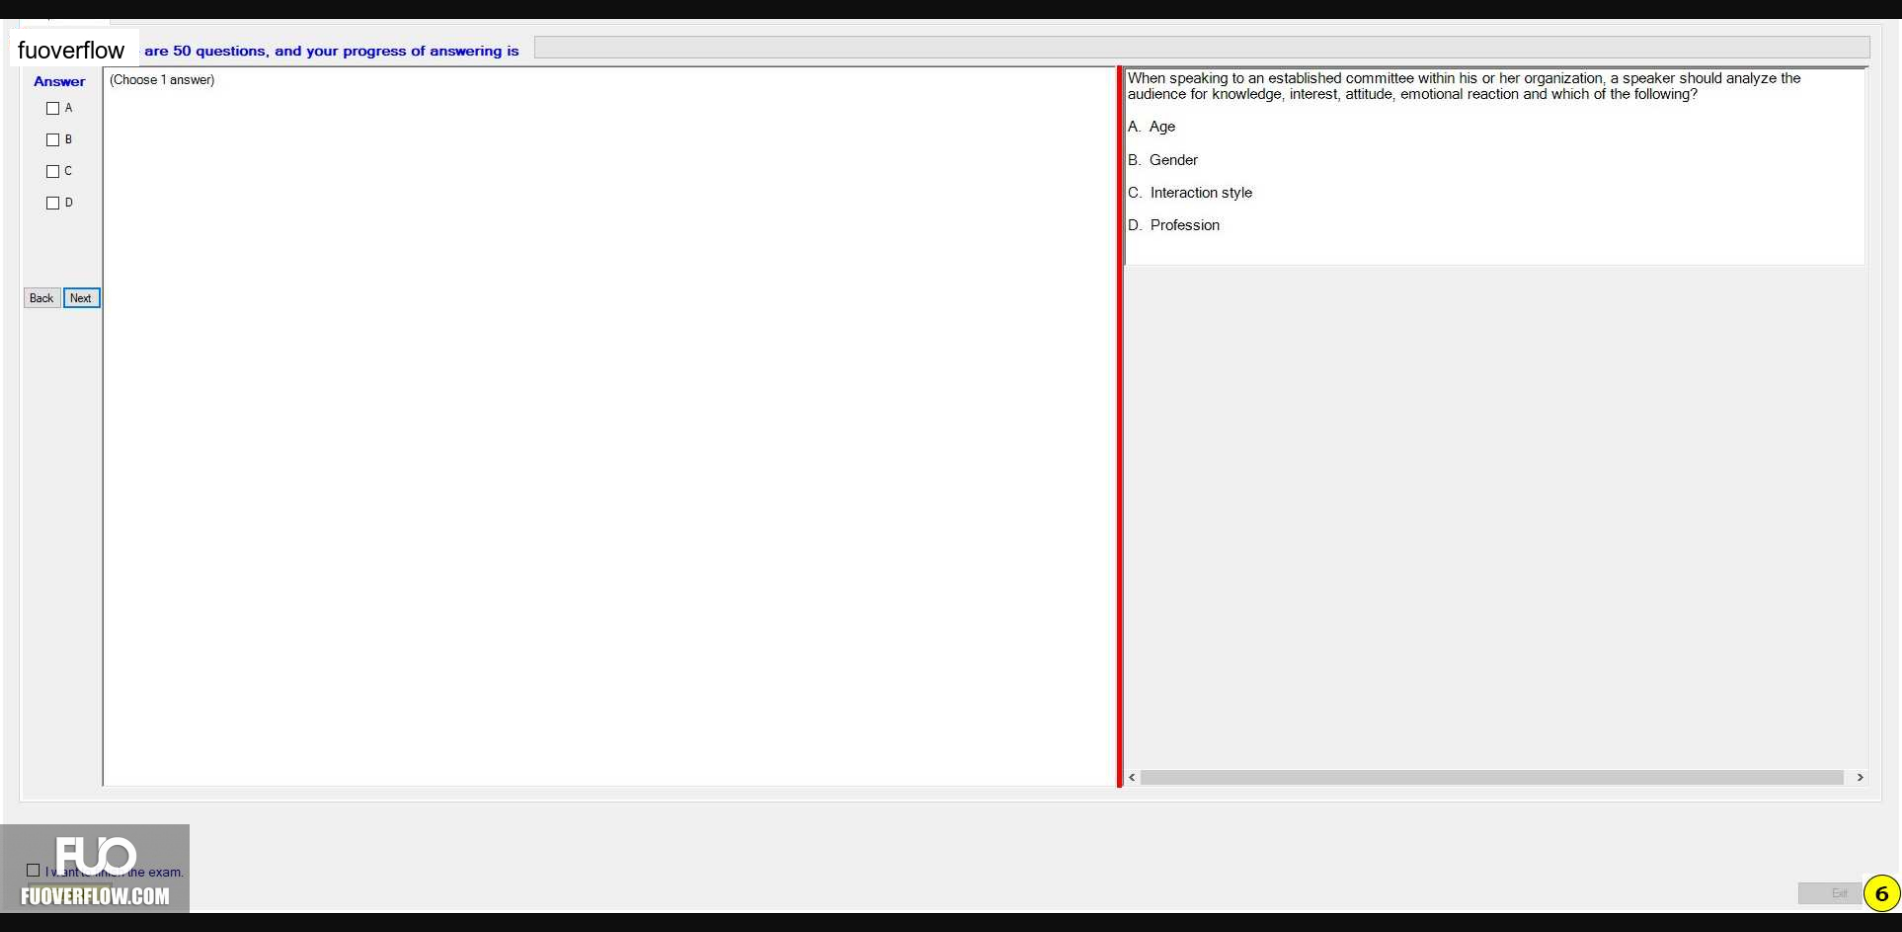 fuoverflow are 50 questions, and your progress of answering is
Answer
(Choose 1 answer)
A
B
C
D
Back Next
When speaking to an established committee within his or her organization, a speaker should analyze the
audience for knowledge, interest, attitude, emotional reaction and which of the following?
A. Age
B. Gender
C. Interaction style
D. Profession
FUO
the exam.
FUOVERFLOW.COM
Exit
6